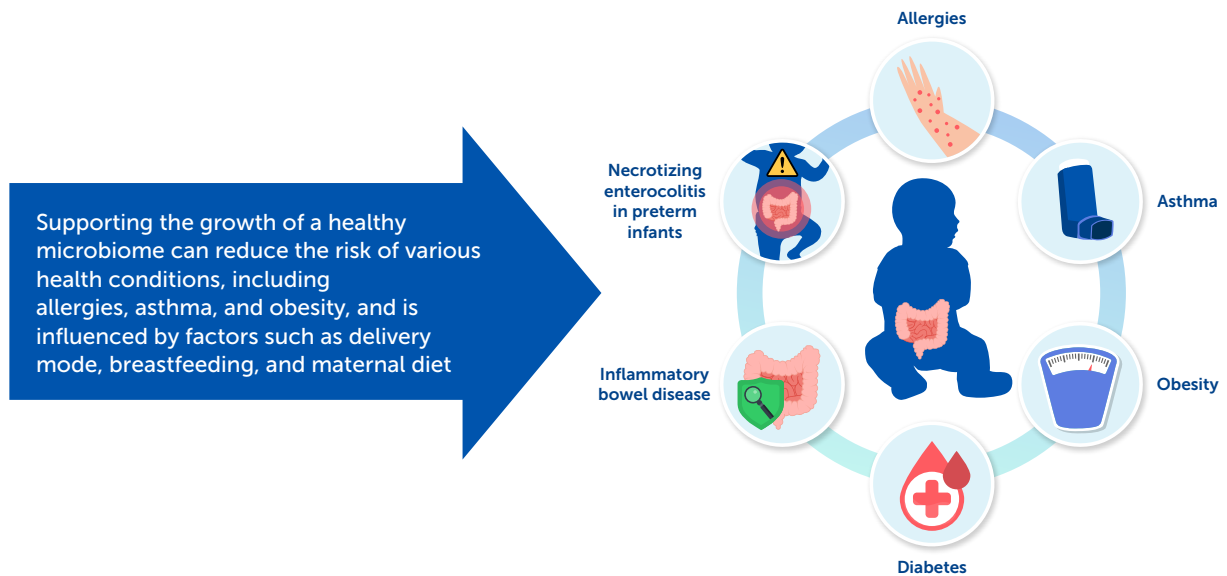 Supporting the growth of a healthy
microbiome can reduce the risk of various
health conditions, including
allergies, asthma, and obesity, and is
influenced by factors such as delivery
mode, breastfeeding, and maternal diet
Allergies
Asthma
Obesity
Diabetes
Inflammatory
bowel disease
Necrotizing
enterocolitis
in preterm
infants